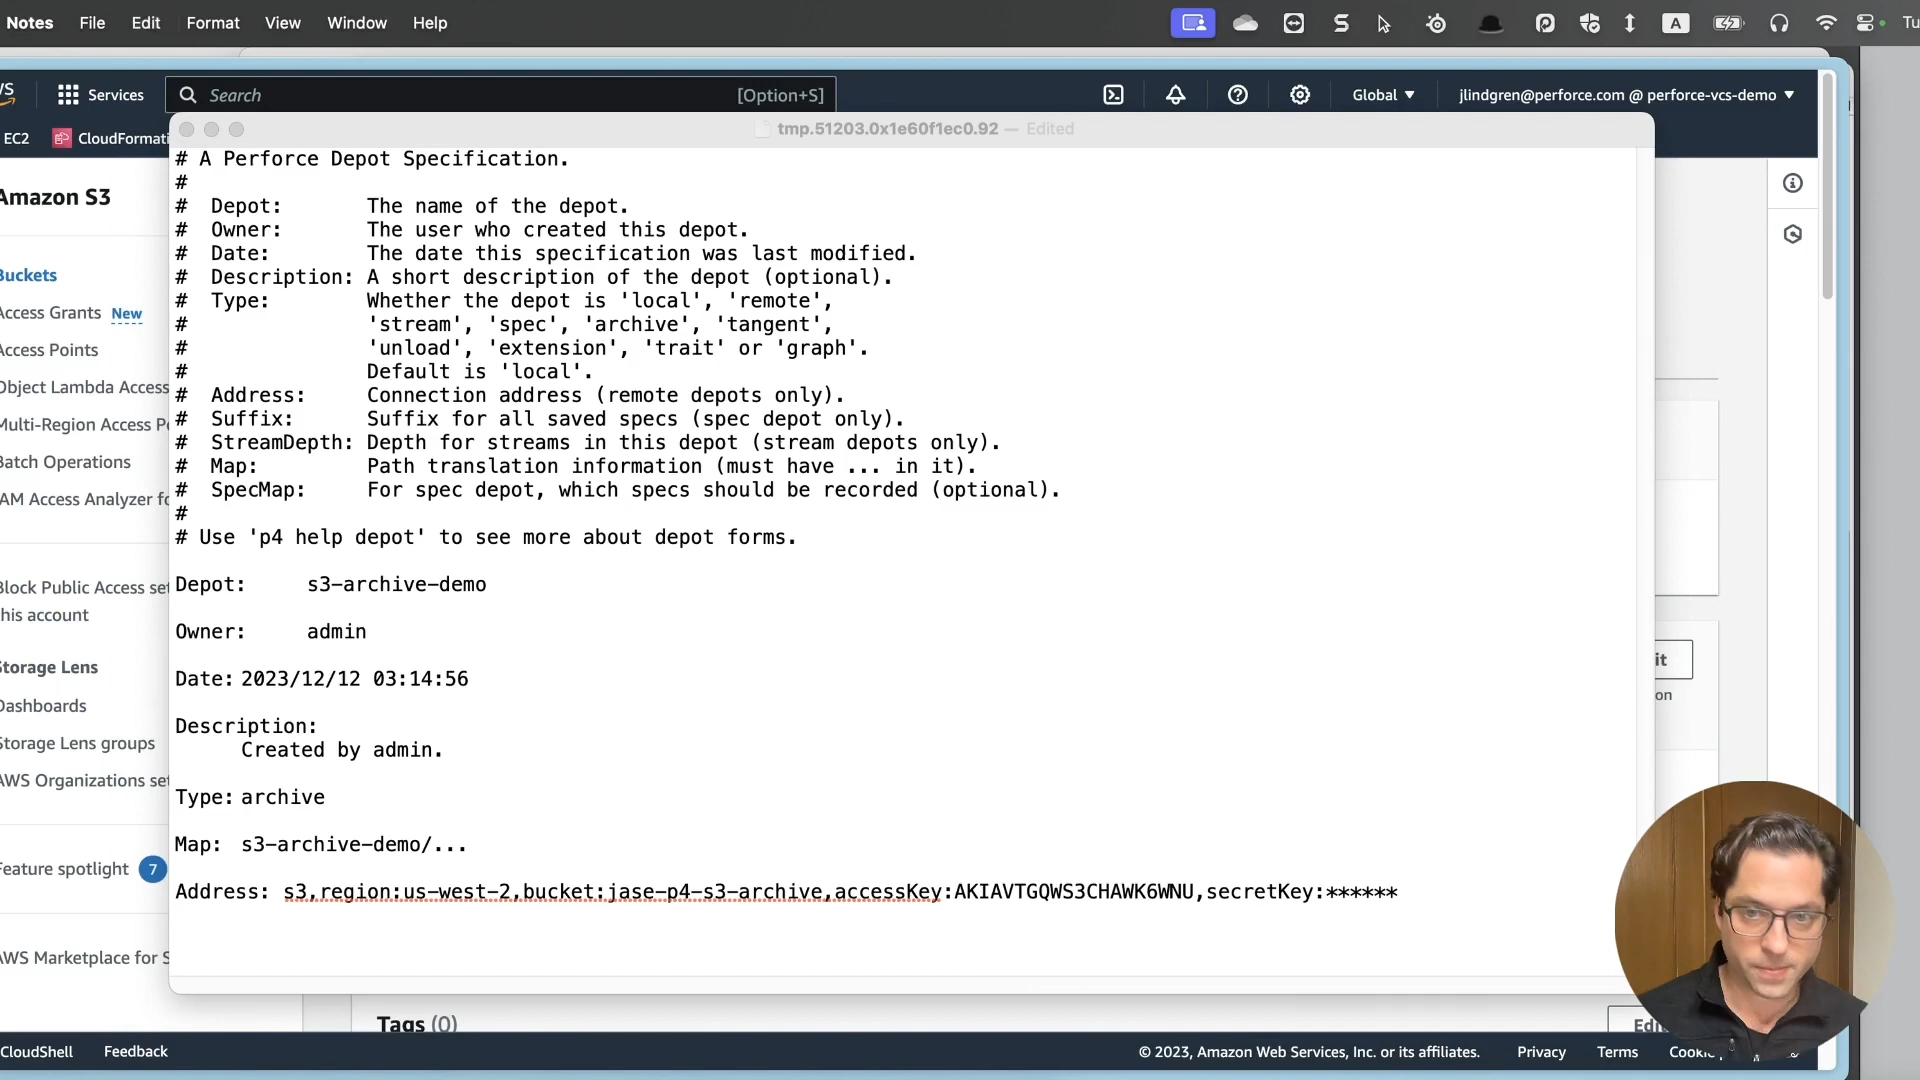 Notes File Edit Format View Window Help
Services Search [Option+S] Global jlindgren@perforce.com @ perforce-vcs-demo
EC2 CloudFormati
tmp.51203.0x1e60f1ec0.92 — Edited
# A Perforce Depot Specification.
#
# Depot: The name of the depot.
# Owner: The user who created this depot.
# Date: The date this specification was last modified.
# Description: A short description of the depot (optional).
# Type: Whether the depot is 'local', 'remote',
# 'stream', 'spec', 'archive', 'tangent',
# 'unload', 'extension', 'trait' or 'graph'.
# Default is 'local'.
# Address: Connection address (remote depots only).
# Suffix: Suffix for all saved specs (spec depot only).
# StreamDepth: Depth for streams in this depot (stream depots only).
# Map: Path translation information (must have ... in it).
# SpecMap: For spec depot, which specs should be recorded (optional).
#
# Use 'p4 help depot' to see more about depot forms.
Depot: s3-archive-demo
Owner: admin
Date: 2023/12/12 03:14:56
Description:
Created by admin.
Type: archive
Map: s3-archive-demo/...
Address: s3,region:us-west-2,bucket:jase-p4-s3-archive,accessKey:AKIAVTGQWS3CHAWK6WNU,secretKey:******
Amazon S3
Buckets
Access Grants New
Access Points
Object Lambda Access
Multi-Region Access P
Batch Operations
IAM Access Analyzer fo
Block Public Access set
this account
Storage Lens
Dashboards
Storage Lens groups
AWS Organizations set
Feature spotlight 7
AWS Marketplace for S
Tags (0)
CloudShell Feedback © 2023, Amazon Web Services, Inc. or its affiliates. Privacy Terms